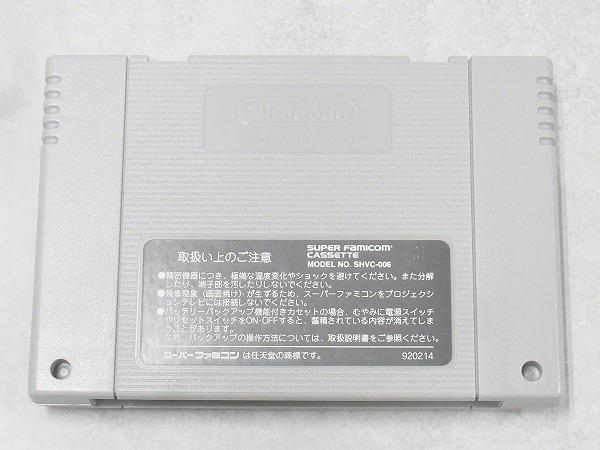 Nintendo
取扱い上のご注意
SUPER FAMICOM
CASSETTE
MODEL NO. SHVC-006
●精密機器につき、極端な温度変化やショックを避けてください。また分解
したり、端子部を汚したりしないでください。
●残像現象（画面焼け）が生ずるため、スーパーファミコンをプロジェクシ
ョンテレビには接続しないでください。
●バッテリーバックアップ機能付きカセットの場合、むやみに電源スイッチ
やリセットスイッチをON・OFFすると、蓄積されている内容が消えてしま
うことがあります。
なお、バックアップの操作方法については、取扱説明書をご参照ください。
スーパーファミコン は任天堂の商標です。
920214